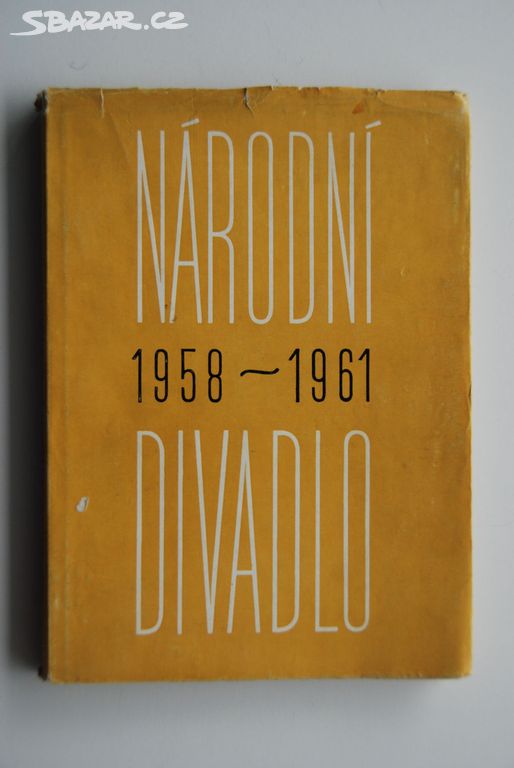 SBAZAR.CZ
NÁRODNÍ
1958 ~ 1961
DIVADLO